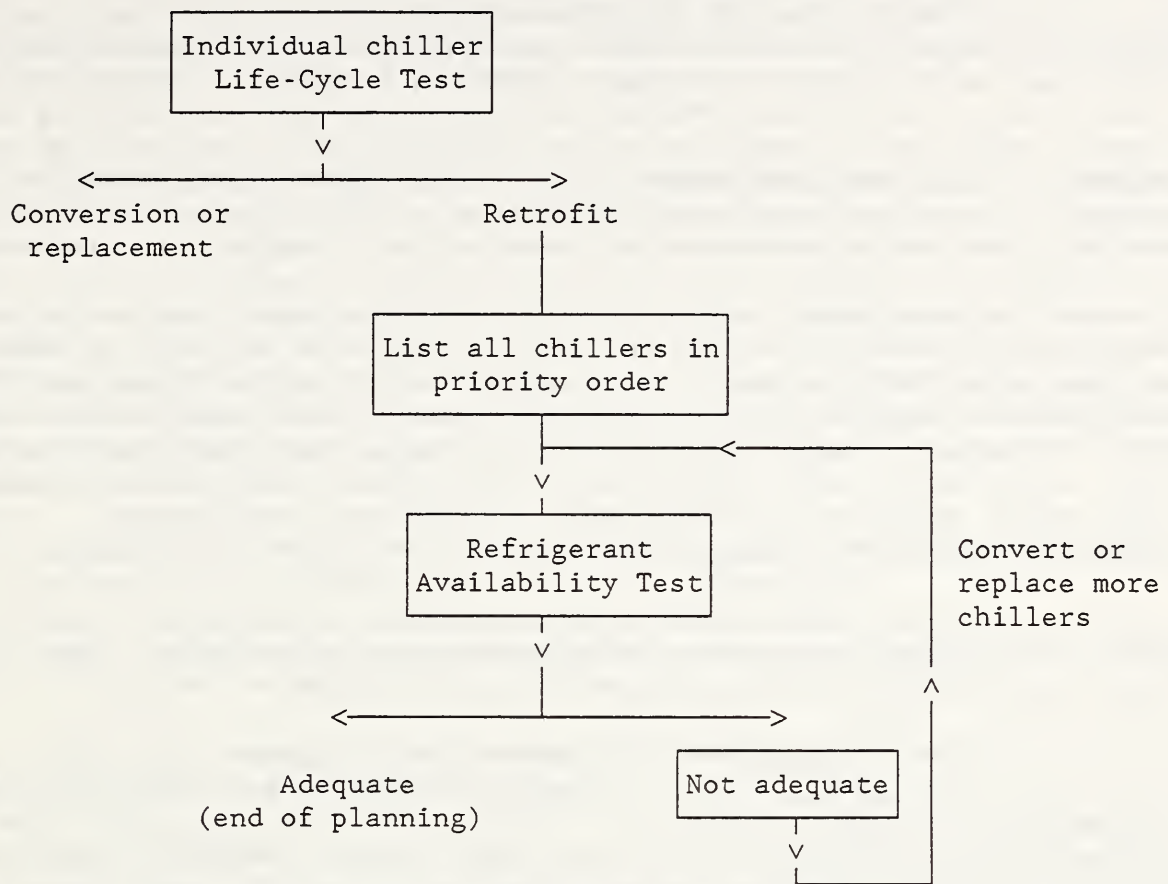 Individual chiller
Life-Cycle Test
Conversion or
replacement
Retrofit
List all chillers in
priority order
Refrigerant
Availability Test
Convert or
replace more
chillers
Adequate
(end of planning)
Not adequate